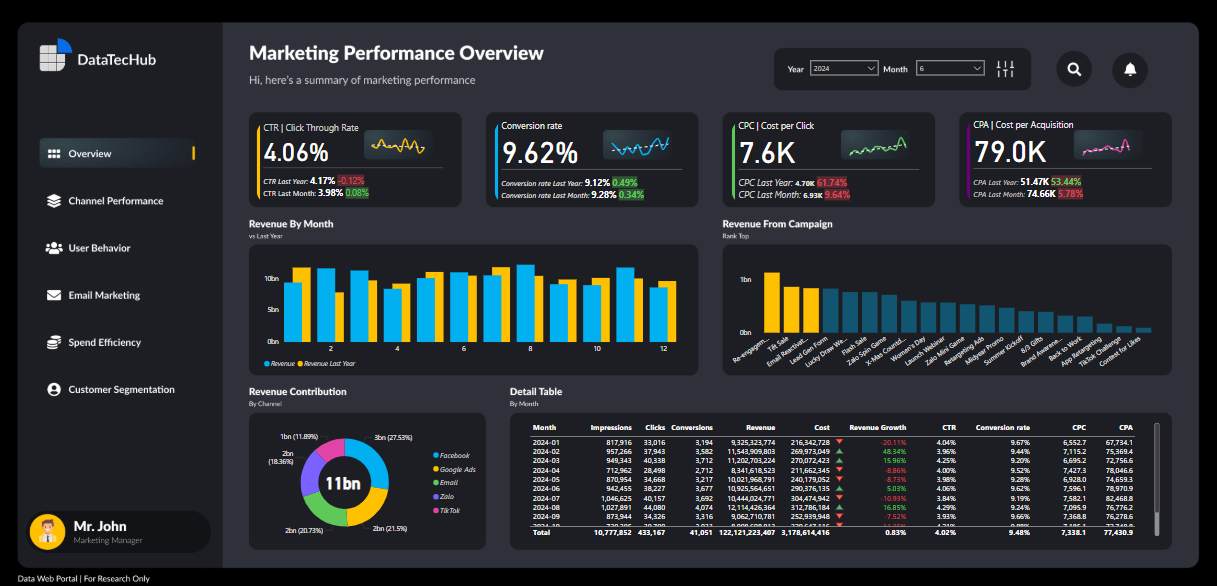 DataTecHub
Marketing Performance Overview
Hi, here's a summary of marketing performance
Year 2024 Month 6
Overview
Channel Performance
User Behavior
Email Marketing
Spend Efficiency
Customer Segmentation
Mr. John
Marketing Manager
CTR | Click Through Rate
4.06%
CTR Last Year: 4.17% -0.12%
CTR Last Month: 3.98% 0.08%
Conversion rate
9.62%
Conversion rate Last Year: 9.12% 0.49%
Conversion rate Last Month: 9.28% 0.34%
CPC | Cost per Click
7.6K
CPC Last Year: 4.70K 61.74%
CPC Last Month: 6.93K 9.64%
CPA | Cost per Acquisition
79.0K
CPA Last Year: 51.47K 53.44%
CPA Last Month: 74.66K 5.78%
Revenue By Month
vs Last Year
10bn
5bn
0bn
2 4 6 8 10 12
Revenue Revenue Last Year
Revenue From Campaign
Rank Top
1bn
0bn
Re-engagem...
Tết Sale
Email Reactivat...
Lead Gen Form
Lucky Draw We...
Flash Sale
Zalo Spin Game
X-Mas Countd...
Women's Day
Launch Webinar
Zalo Mini Game
Retargeting Ads
Midyear Promo
Summer Kickoff
8/3 Gifts
Brand Awarene...
Back to Work
App Retargeting
TikTok Challenge
Contest for Likes
Revenue Contribution
By Channel
1bn (11.89%)
3bn (27.53%)
2bn
(18.36%)
11bn
2bn (20.73%)
2bn (21.5%)
Facebook
Google Ads
Email
Zalo
TikTok
Detail Table
By Month
Month Impressions Clicks Conversions Revenue Cost Revenue Growth CTR Conversion rate CPC CPA
2024-01 817,916 33,016 3,194 9,325,323,774 216,342,728 -20.11% 4.04% 9.67% 6,552.7 67,734.1
2024-02 957,266 37,943 3,582 11,543,909,803 269,973,049 48.34% 3.96% 9.44% 7,115.2 75,369.4
2024-03 949,343 40,338 3,712 11,202,703,224 270,072,423 15.96% 4.25% 9.20% 6,695.2 72,756.6
2024-04 712,962 28,498 2,712 8,341,618,523 211,662,345 -8.86% 4.00% 9.52% 7,427.3 78,046.6
2024-05 870,954 34,668 3,217 10,021,968,791 240,179,052 -8.73% 3.98% 9.28% 6,928.0 74,659.3
2024-06 942,455 38,227 3,677 10,925,564,651 290,376,135 5.03% 4.06% 9.62% 7,596.1 78,970.9
2024-07 1,046,625 40,157 3,692 10,444,024,771 304,474,942 -10.93% 3.84% 9.19% 7,582.1 82,468.8
2024-08 1,027,891 44,080 4,074 12,114,426,364 312,786,184 16.85% 4.29% 9.24% 7,095.9 76,776.2
2024-09 873,944 34,326 3,316 9,062,710,781 252,939,948 -7.52% 3.93% 9.66% 7,368.8 76,278.6
Total 10,777,852 433,167 41,051 122,121,223,407 3,178,614,416 0.83% 4.02% 9.48% 7,338.1 77,430.9
Data Web Portal | For Research Only